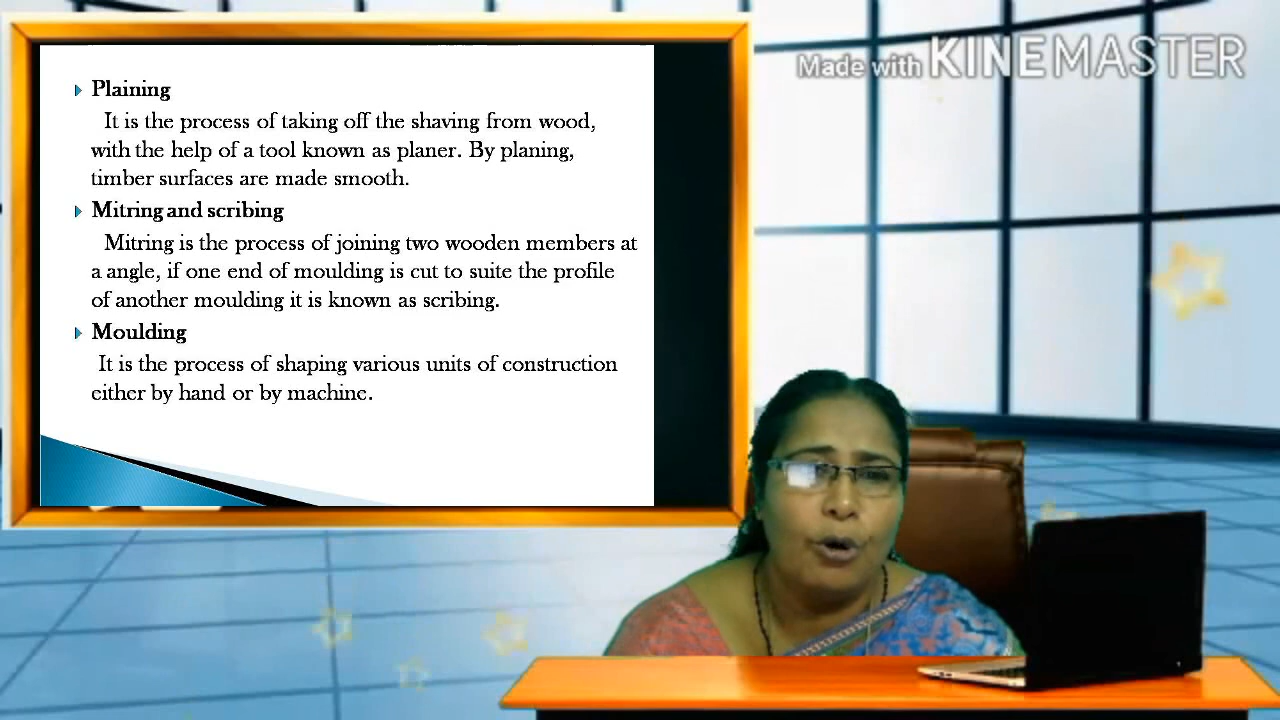 Made with KINEMASTER
Plaining
It is the process of taking off the shaving from wood,
with the help of a tool known as planer. By planing,
timber surfaces are made smooth.
Mitring and scribing
Mitring is the process of joining two wooden members at
a angle, if one end of moulding is cut to suite the profile
of another moulding it is known as scribing.
Moulding
It is the process of shaping various units of construction
either by hand or by machine.